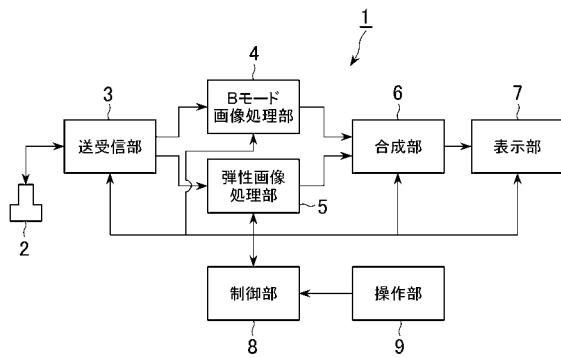 1
4
Bモード
画像処理部
3
送受信部
6
合成部
7
表示部
弾性画像
処理部
5
2
制御部
8
操作部
9